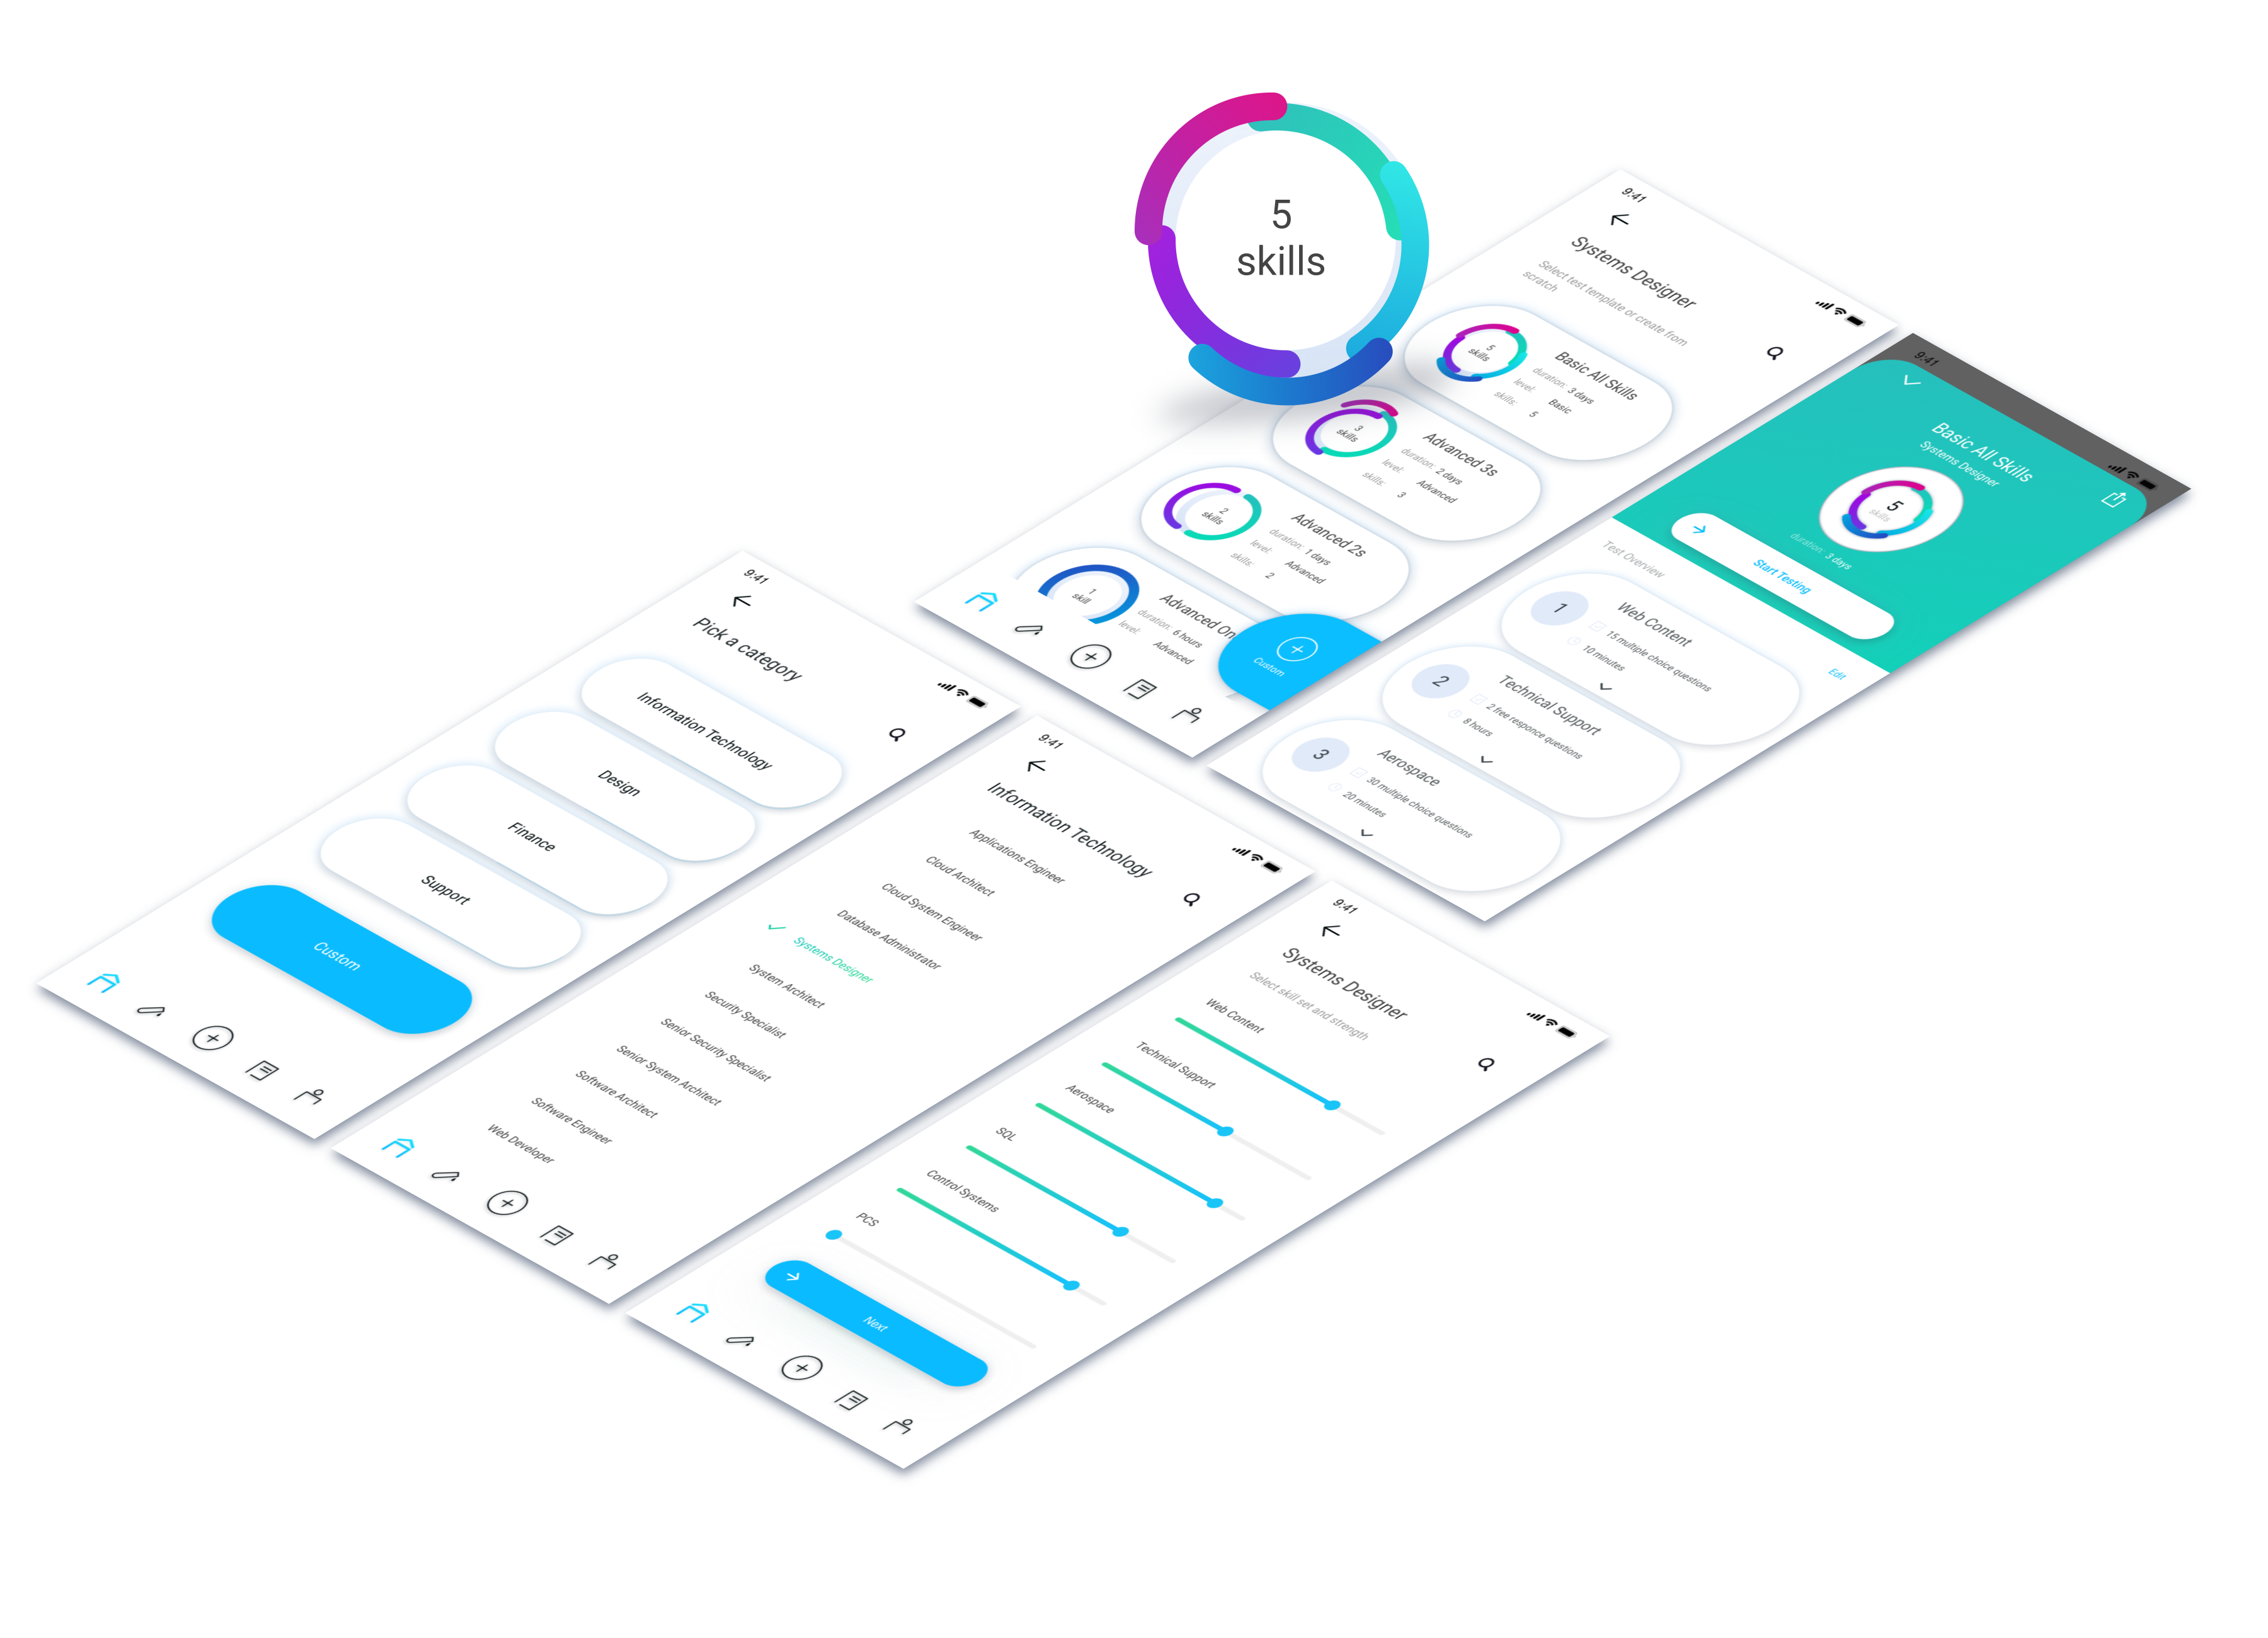 5
skills
9:41
Systems Designer
Select test template or create from
scratch
5
skills
Basic All Skills
duration: 3 days
level: Basic
skills: 5
3
skills
Advanced 3s
duration: 2 days
level: Advanced
skills: 3
2
skills
Advanced 2s
duration: 1 days
level: Advanced
skills: 2
1
skill
Advanced On
duration: 6 hours
level: Advanced
Custom
9:41
Basic All Skills
Systems Designer
5
skills
duration: 3 days
Start Testing
Test Overview
Edit
1
Web Content
15 multiple choice questions
10 minutes
2
Technical Support
2 free responce questions
8 hours
3
Aerospace
30 multiple choice questions
20 minutes
9:41
Pick a category
Information Technology
Design
Finance
Support
Custom
9:41
Information Technology
Applications Engineer
Cloud Architect
Cloud System Engineer
Database Administrator
Systems Designer
System Architect
Security Specialist
Senior Security Specialist
Senior System Architect
Software Architect
Software Engineer
Web Developer
9:41
Systems Designer
Select skill set and strength
Web Content
Technical Support
Aerospace
SQL
Control Systems
PCS
Next